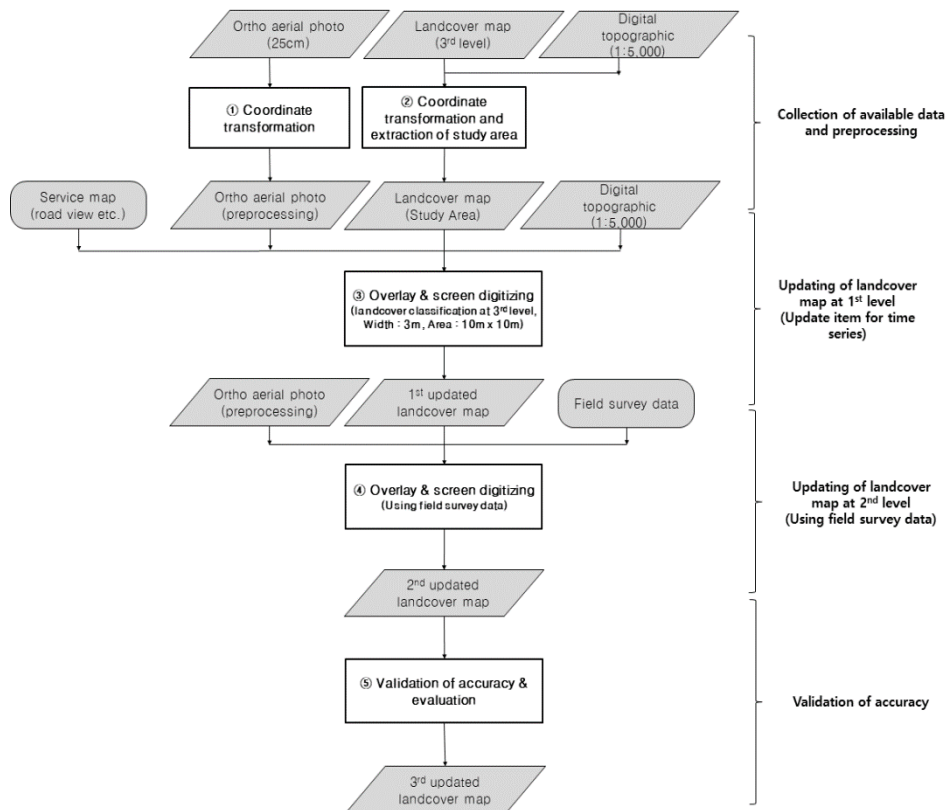 Ortho aerial photo
(25cm)
Landcover map
(3rd level)
Digital
topographic
(1:5,000)
① Coordinate
transformation
② Coordinate
transformation and
extraction of study area
Collection of available data
and preprocessing
Service map
(road view etc.)
Ortho aerial photo
(preprocessing)
Landcover map
(Study Area)
Digital
topographic
(1:5,000)
③ Overlay & screen digitizing
(landcover classification at 3rd level,
Width : 3m, Area : 10m x 10m)
Updating of landcover
map at 1st level
(Update item for time
series)
Ortho aerial photo
(preprocessing)
1st updated
landcover map
Field survey data
④ Overlay & screen digitizing
(Using field survey data)
Updating of landcover
map at 2nd level
(Using field survey data)
2nd updated
landcover map
⑤ Validation of accuracy &
evaluation
Validation of accuracy
3rd updated
landcover map